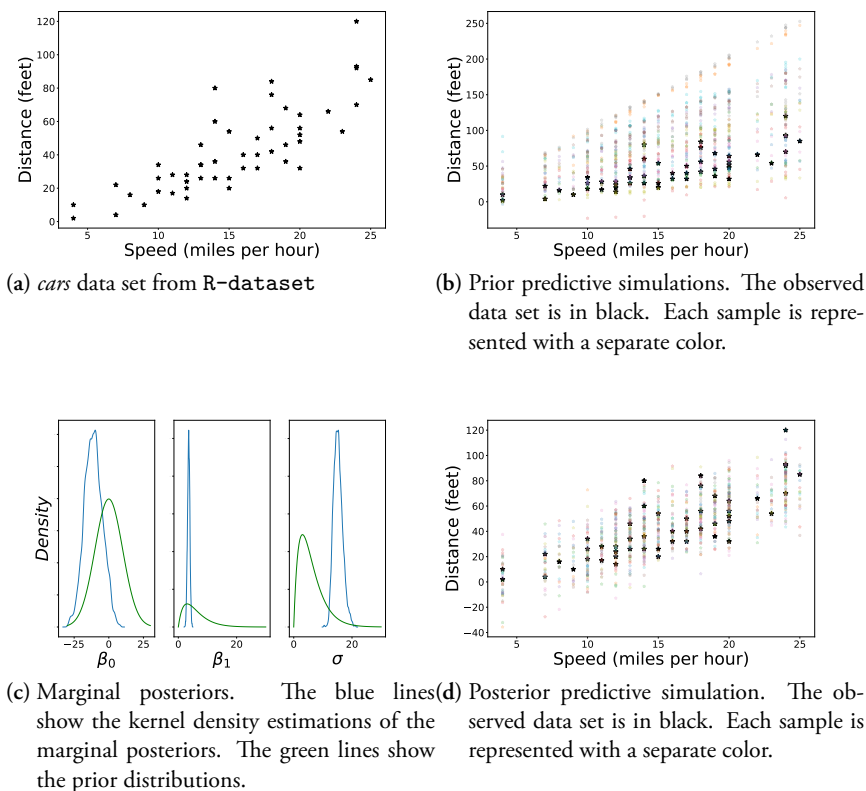 120
100
80
60
40
20
0
Distance (feet)
5 10 15 20 25
Speed (miles per hour)
(a) cars data set from R-dataset
250
200
150
100
50
0
Distance (feet)
5 10 15 20 25
Speed (miles per hour)
(b) Prior predictive simulations. The observed
data set is in black. Each sample is repre-
sented with a separate color.
Density
−25 0 25
β₀
0 20
β₁
0 20
σ
(c) Marginal posteriors. The blue lines
show the kernel density estimations of the
marginal posteriors. The green lines show
the prior distributions.
120
100
80
60
40
20
0
−20
−40
Distance (feet)
5 10 15 20 25
Speed (miles per hour)
(d) Posterior predictive simulation. The ob-
served data set is in black. Each sample is
represented with a separate color.